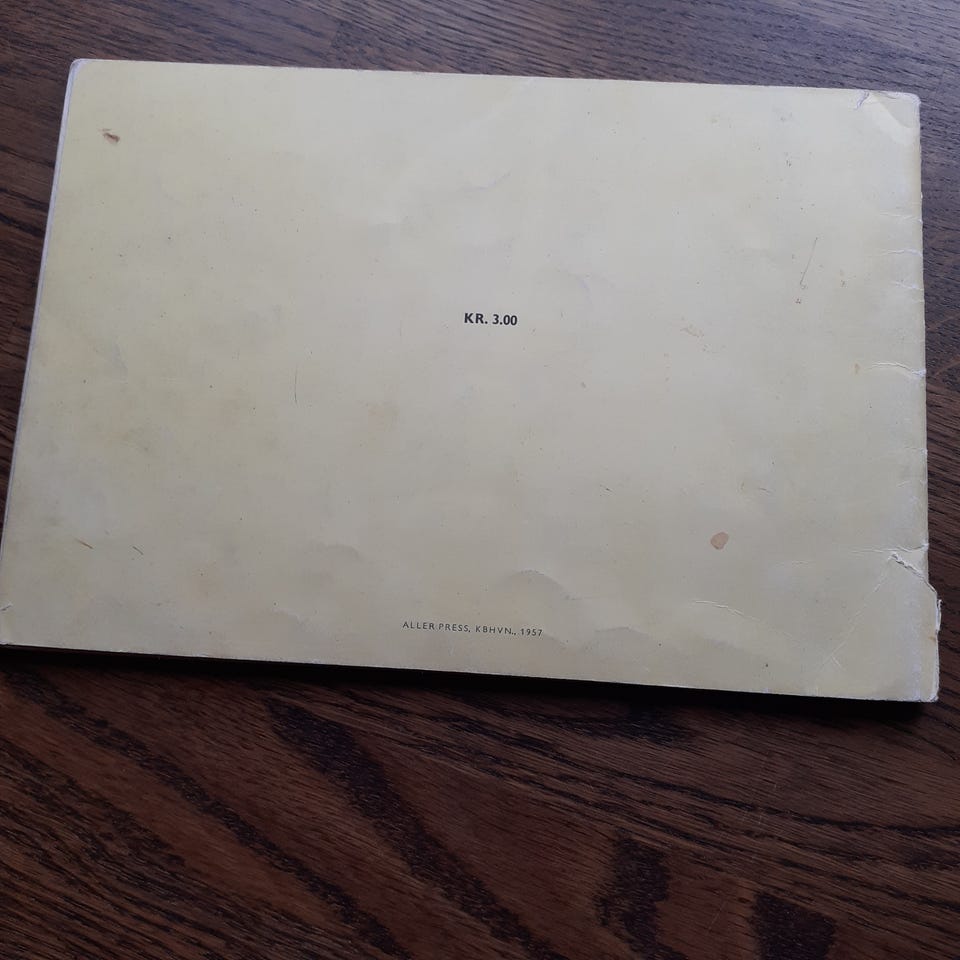 KR. 3.00
ALLER PRESS, KBHVN., 1957